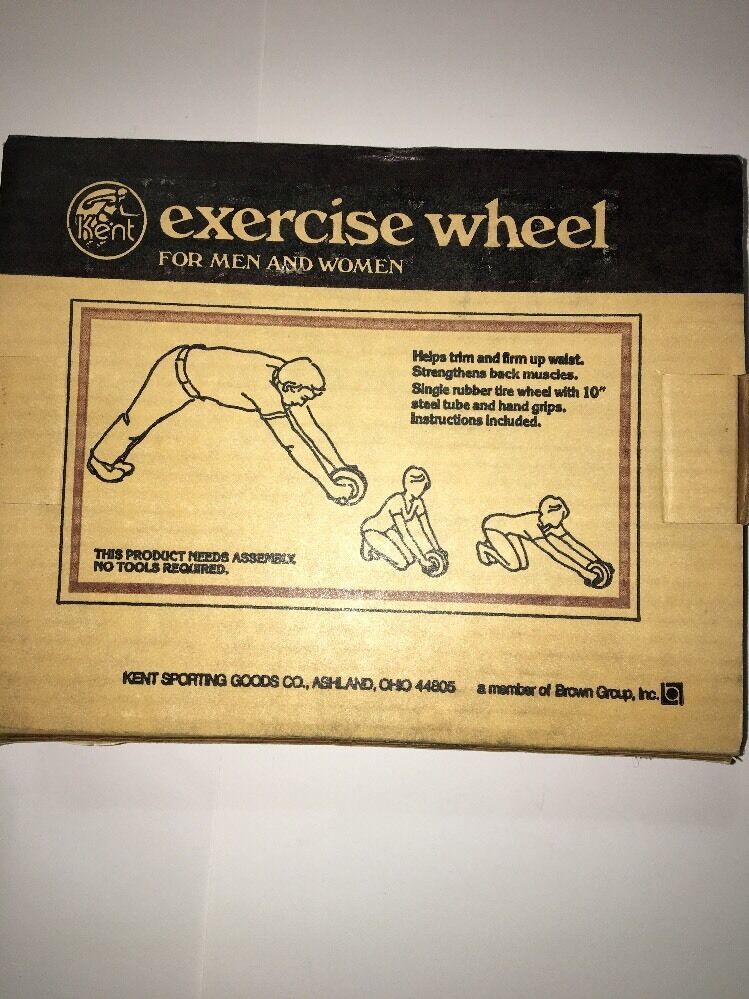 Kent
exercise wheel
FOR MEN AND WOMEN
Helps trim and firm up waist.
Strengthens back muscles.
Single rubber tire wheel with 10"
steel tube and hand grips.
Instructions included.
THIS PRODUCT NEEDS ASSEMBLY.
NO TOOLS REQUIRED.
KENT SPORTING GOODS CO., ASHLAND, OHIO 44805 a member of Brown Group, Inc.